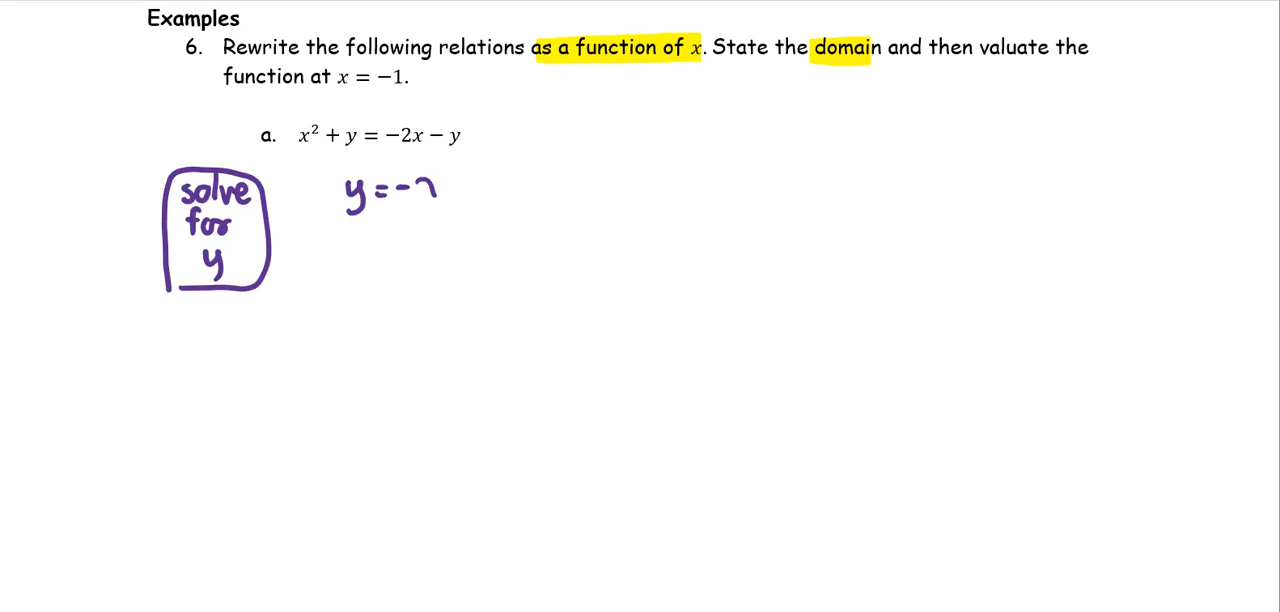 Examples
6. Rewrite the following relations as a function of x. State the domain and then valuate the
function at x = −1.
a. x² + y = −2x − y
solve
for
y
y = -